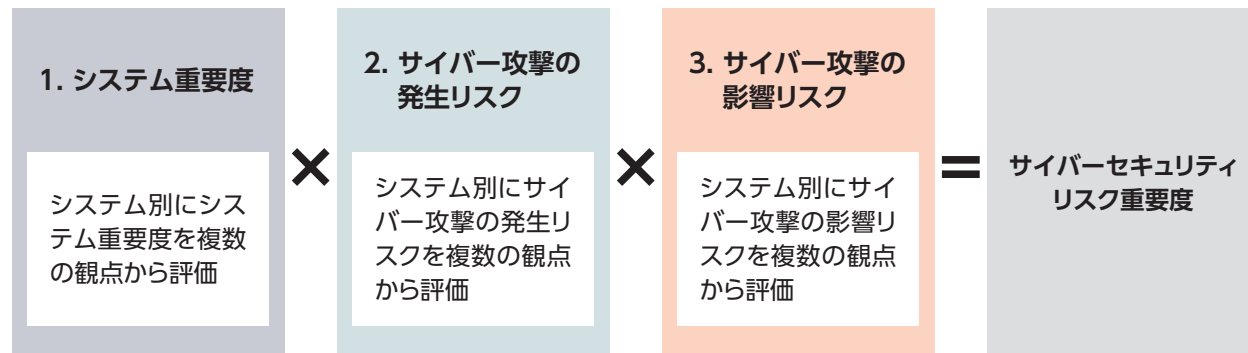 1. システム重要度
システム別にシス
テム重要度を複数
の観点から評価
×
2. サイバー攻撃の
発生リスク
システム別にサイ
バー攻撃の発生リ
スクを複数の観点
から評価
×
3. サイバー攻撃の
影響リスク
システム別にサイ
バー攻撃の影響リ
スクを複数の観点
から評価
=
サイバーセキュリティ
リスク重要度